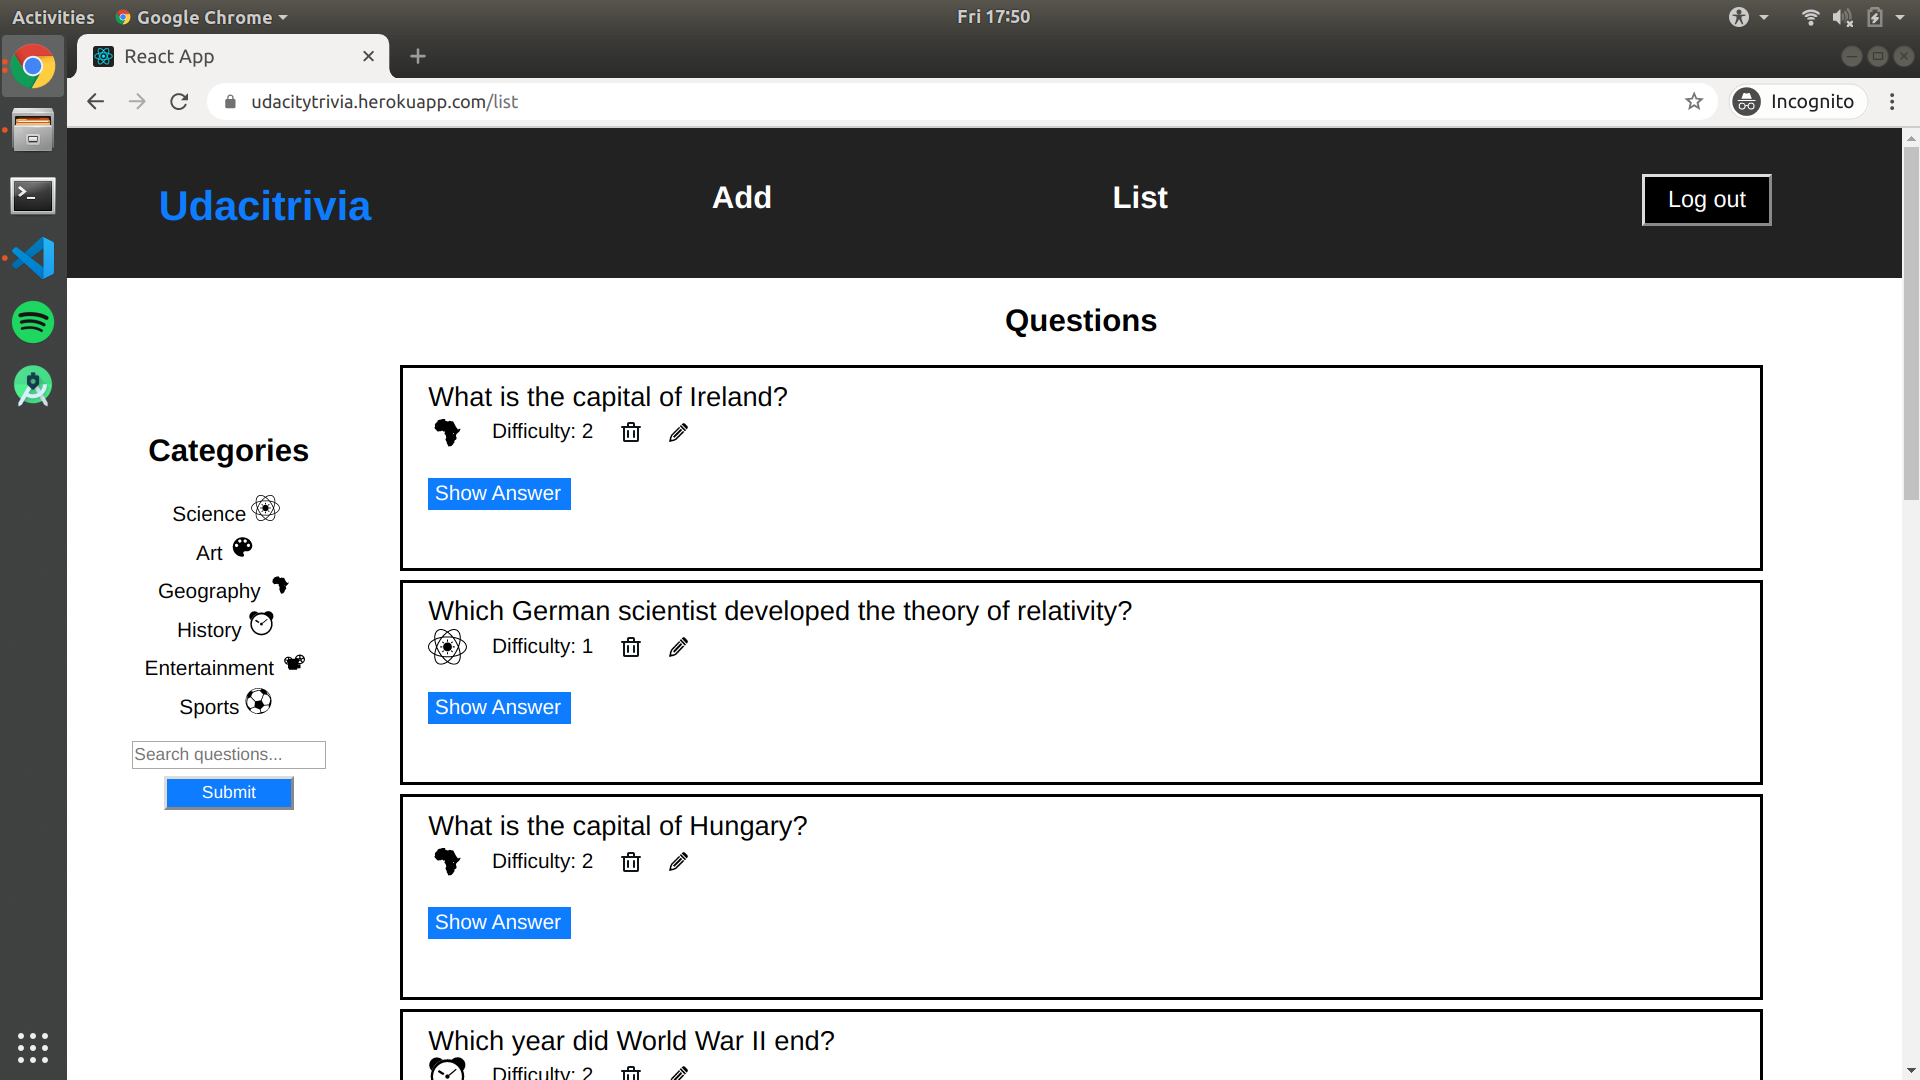 Activities
Google Chrome
Fri 17:50
React App
udacitytrivia.herokuapp.com/list
Incognito
Udacitrivia
Add
List
Log out
Questions
Categories
Science
Art
Geography
History
Entertainment
Sports
Search questions...
Submit
What is the capital of Ireland?
Difficulty: 2
Show Answer
Which German scientist developed the theory of relativity?
Difficulty: 1
Show Answer
What is the capital of Hungary?
Difficulty: 2
Show Answer
Which year did World War II end?
Difficulty: 2